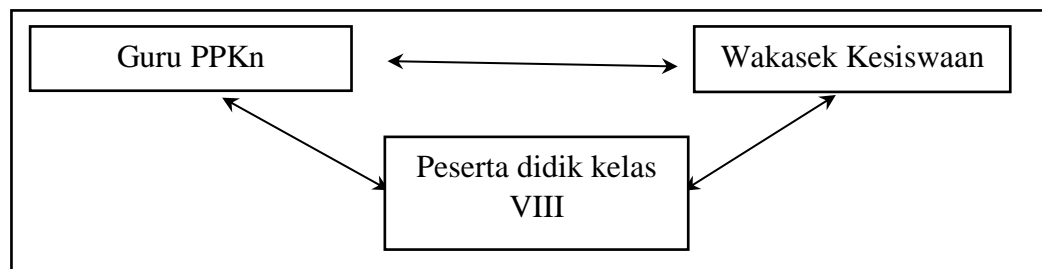 Guru PPKn
Wakasek Kesiswaan
Peserta didik kelas
VIII